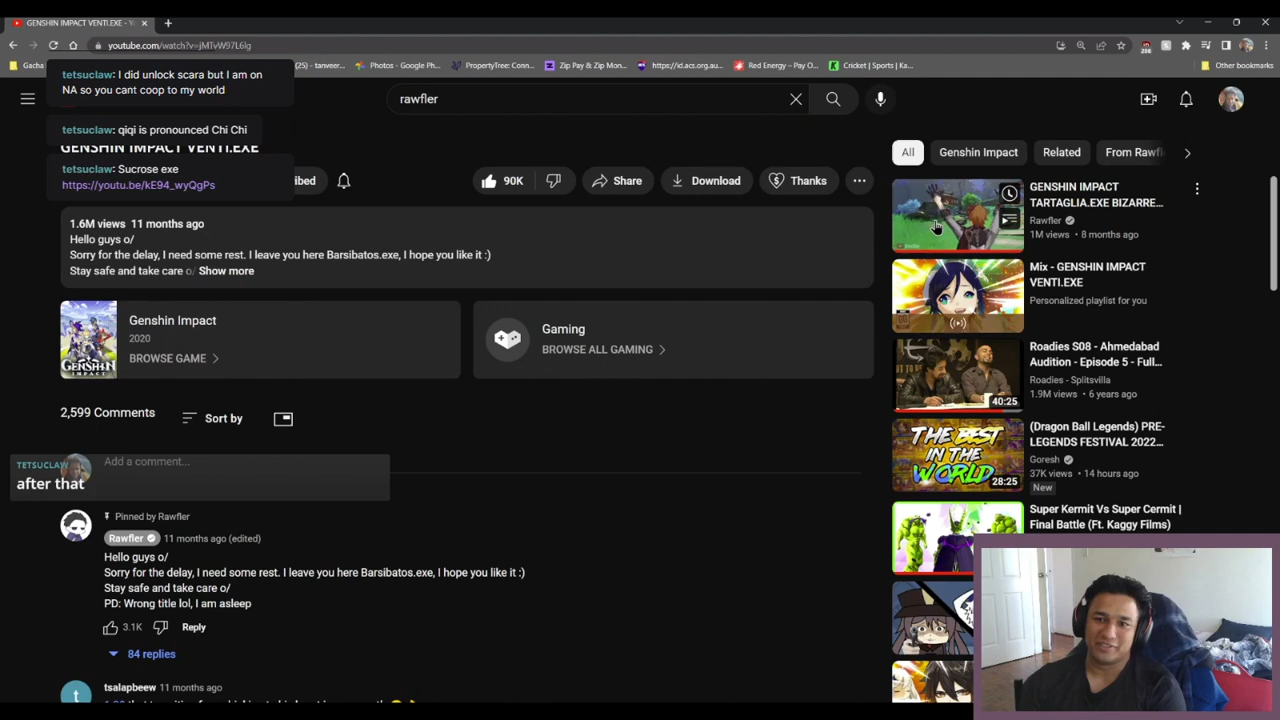 GENSHIN IMPACT VENTI.EXE - Y
youtube.com/watch?v=jMTvW97L6lg
Gacha
(25) - tanveer...
Photos - Google Ph...
PropertyTree: Conn...
Zip Pay & Zip Mon...
https://id.acs.org.au...
Red Energy – Pay O...
Cricket | Sports | Ka...
Other bookmarks
tetsuclaw: I did unlock scara but I am on
NA so you cant coop to my world
tetsuclaw: qiqi is pronounced Chi Chi
tetsuclaw: Sucrose exe
https://youtu.be/kE94_wyQgPs
rawfler
GENSHIN IMPACT VENTI.EXE
ibed
90K
Share
Download
Thanks
1.6M views 11 months ago
Hello guys o/
Sorry for the delay, I need some rest. I leave you here Barsibatos.exe, I hope you like it :)
Stay safe and take care o/ Show more
Genshin Impact
2020
BROWSE GAME
GENSHIN
IMPACT
Gaming
BROWSE ALL GAMING
2,599 Comments
Sort by
TETSUCLAW
Add a comment...
after that
Pinned by Rawfler
Rawfler
11 months ago (edited)
Hello guys o/
Sorry for the delay, I need some rest. I leave you here Barsibatos.exe, I hope you like it :)
Stay safe and take care o/
PD: Wrong title lol, I am asleep
3.1K
Reply
84 replies
t
tsalapbeew 11 months ago
All
Genshin Impact
Related
From Rawfl
GENSHIN IMPACT
TARTAGLIA.EXE BIZARRE...
Rawfler
1M views • 8 months ago
Mix - GENSHIN IMPACT
VENTI.EXE
Personalized playlist for you
Roadies S08 - Ahmedabad
Audition - Episode 5 - Full...
Roadies - Splitsvilla
1.9M views • 6 years ago
40:25
(Dragon Ball Legends) PRE-
LEGENDS FESTIVAL 2022...
Goresh
37K views • 14 hours ago
New
THE BEST
IN THE
WORLD
28:25
Super Kermit Vs Super Cermit |
Final Battle (Ft. Kaggy Films)